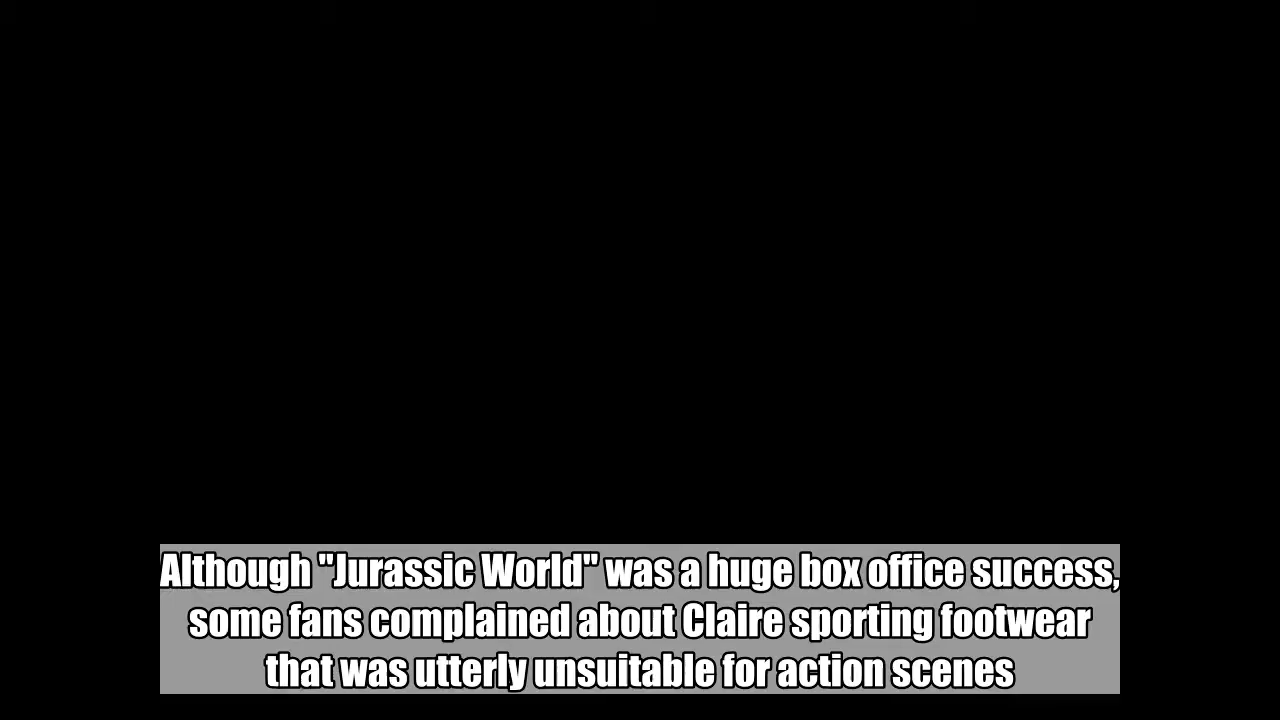 Although "Jurassic World" was a huge box office success,
some fans complained about Claire sporting footwear
that was utterly unsuitable for action scenes